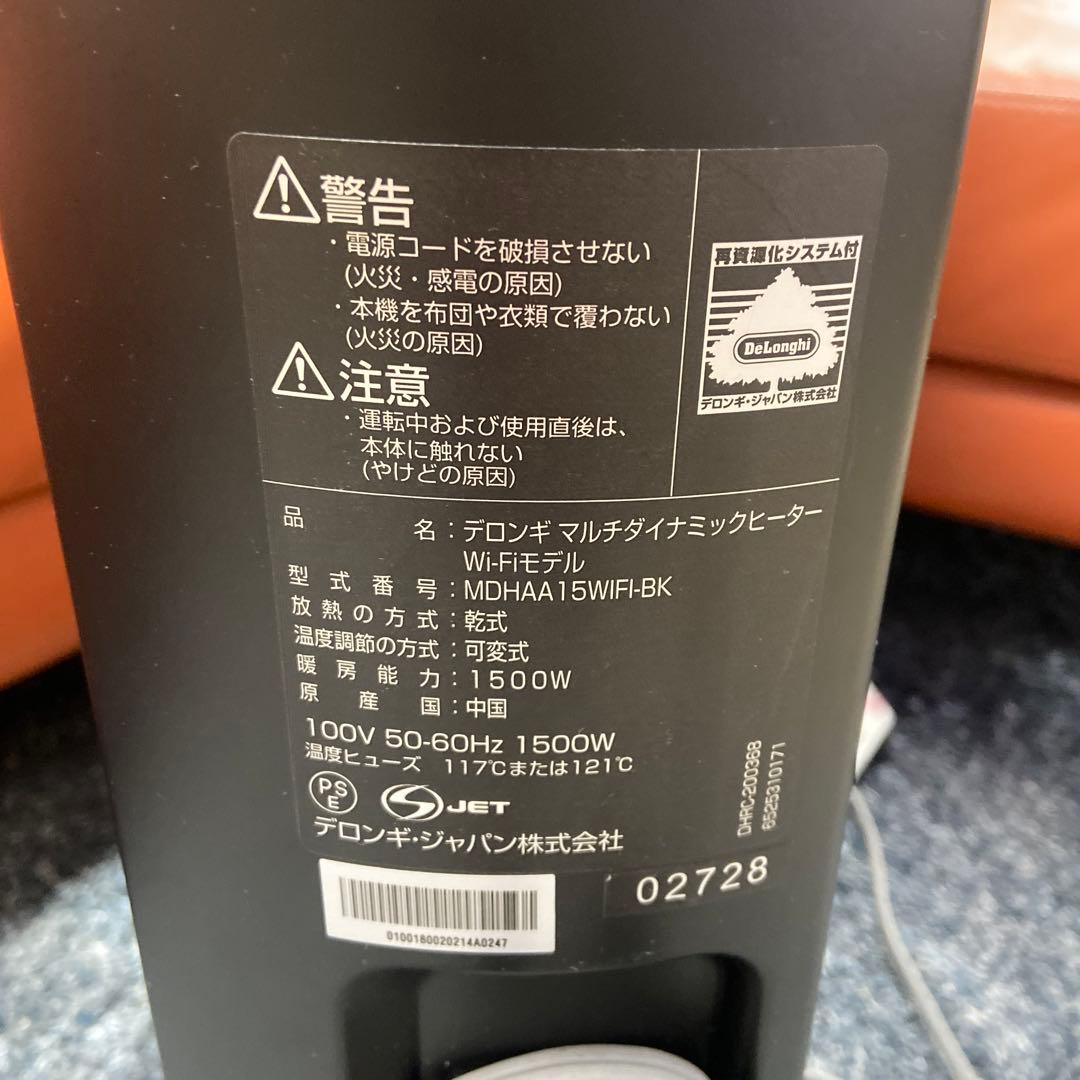 警告
・電源コードを破損させない
(火災・感電の原因)
・本機を布団や衣類で覆わない
(火災の原因)
注意
・運転中および使用直後は、
本体に触れない
(やけどの原因)
再資源化システム付
DeLonghi
デロンギ・ジャパン株式会社
品名：デロンギ マルチダイナミックヒーター
Wi-Fiモデル
型式番号：MDHAA15WIFI-BK
放熱の方式：乾式
温度調節の方式：可変式
暖房能力：1500W
原産国：中国
100V 50-60Hz 1500W
温度ヒューズ 117℃または121℃
PSE
JET
デロンギ・ジャパン株式会社
DHRC-20036B
6525310171
02728
0100180020214A0247